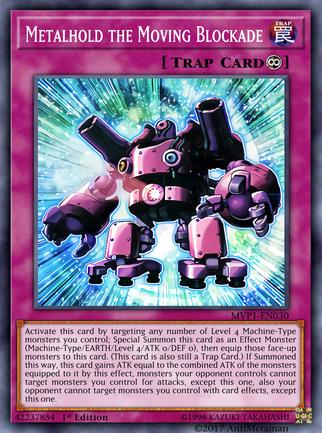 Metalhold the Moving Blockade
TRAP
罠
[Trap Card∞]
MVP1-EN030
Activate this card by targeting any number of Level 4 Machine-Type
monsters you control; Special Summon this card as an Effect Monster
(Machine-Type/EARTH/Level 4/ATK 0/DEF 0), then equip those face-up
monsters to this card. (This card is also still a Trap Card.) If Summoned
this way, this card gains ATK equal to the combined ATK of the monsters
equipped to it by this effect, monsters your opponent controls cannot
target monsters you control for attacks, except this one, also your
opponent cannot target monsters you control with card effects, except
this one.
42237854
1st Edition
©1996 KAZUKI TAKAHASHI
©2017 AntiMetaman